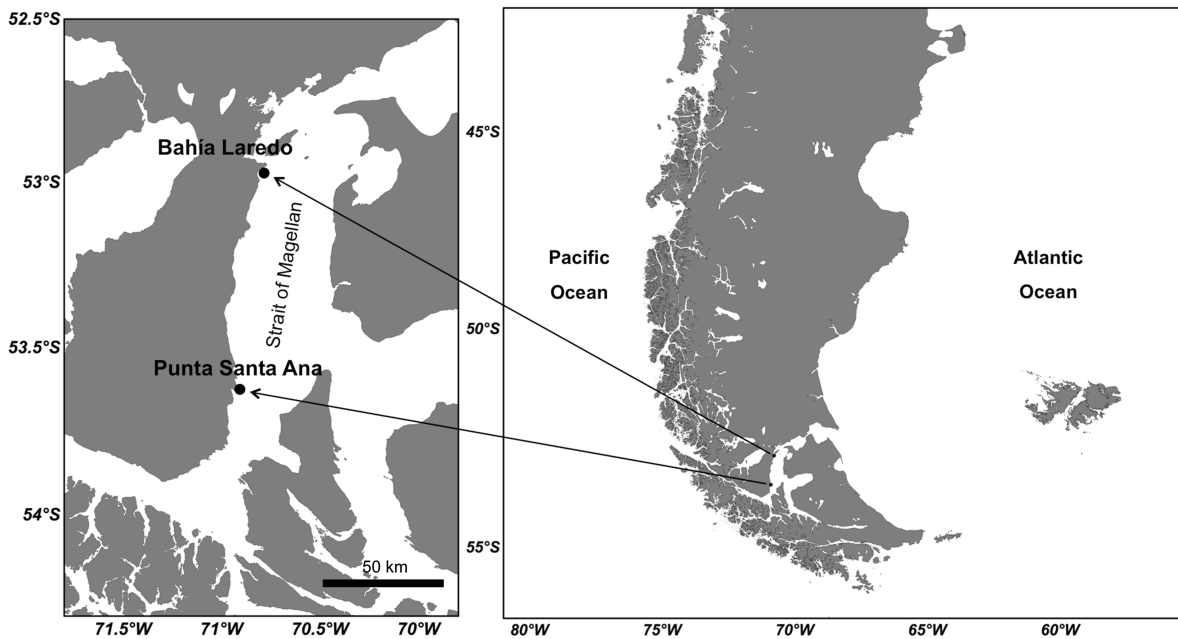 52.5°S
Bahía Laredo
53°S
Strait of Magellan
53.5°S
Punta Santa Ana
54°S
50 km
71.5°W 71°W 70.5°W 70°W
45°S
Pacific
Ocean
Atlantic
Ocean
50°S
55°S
80°W 75°W 70°W 65°W 60°W